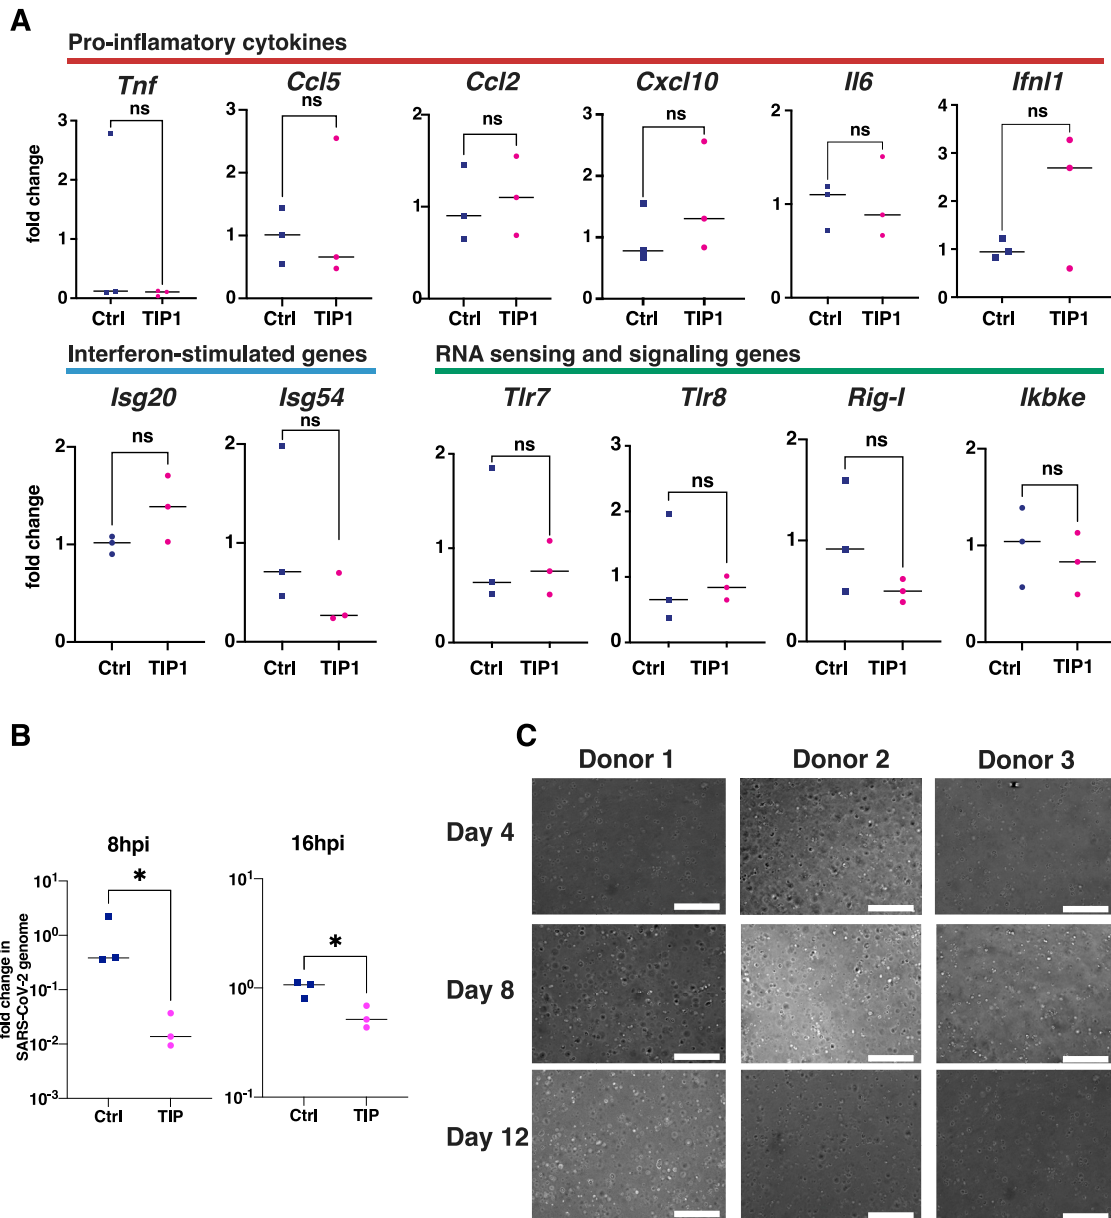 A
Pro-inflamatory cytokines
Tnf Ccl5 Ccl2 Cxcl10 Il6 Ifnl1
ns ns ns ns ns ns
fold change
3 2 1 0
3 2 1 0
2 1 0
3 2 1 0
2 1 0
4 3 2 1 0
Ctrl TIP1 Ctrl TIP1 Ctrl TIP1 Ctrl TIP1 Ctrl TIP1 Ctrl TIP1
Interferon-stimulated genes RNA sensing and signaling genes
Isg20 Isg54 Tlr7 Tlr8 Rig-I Ikbke
ns ns ns ns ns ns
fold change
2 1 0
2 1 0
2 1 0
3 2 1 0
2 1 0
2 1 0
Ctrl TIP1 Ctrl TIP1 Ctrl TIP1 Ctrl TIP1 Ctrl TIP1 Ctrl TIP1
B
8hpi 16hpi
* *
fold change in
SARS-CoV-2 genome
10¹ 10⁰ 10⁻¹ 10⁻² 10⁻³
10¹ 10⁰ 10⁻¹
Ctrl TIP Ctrl TIP
C
Donor 1 Donor 2 Donor 3
Day 4
Day 8
Day 12